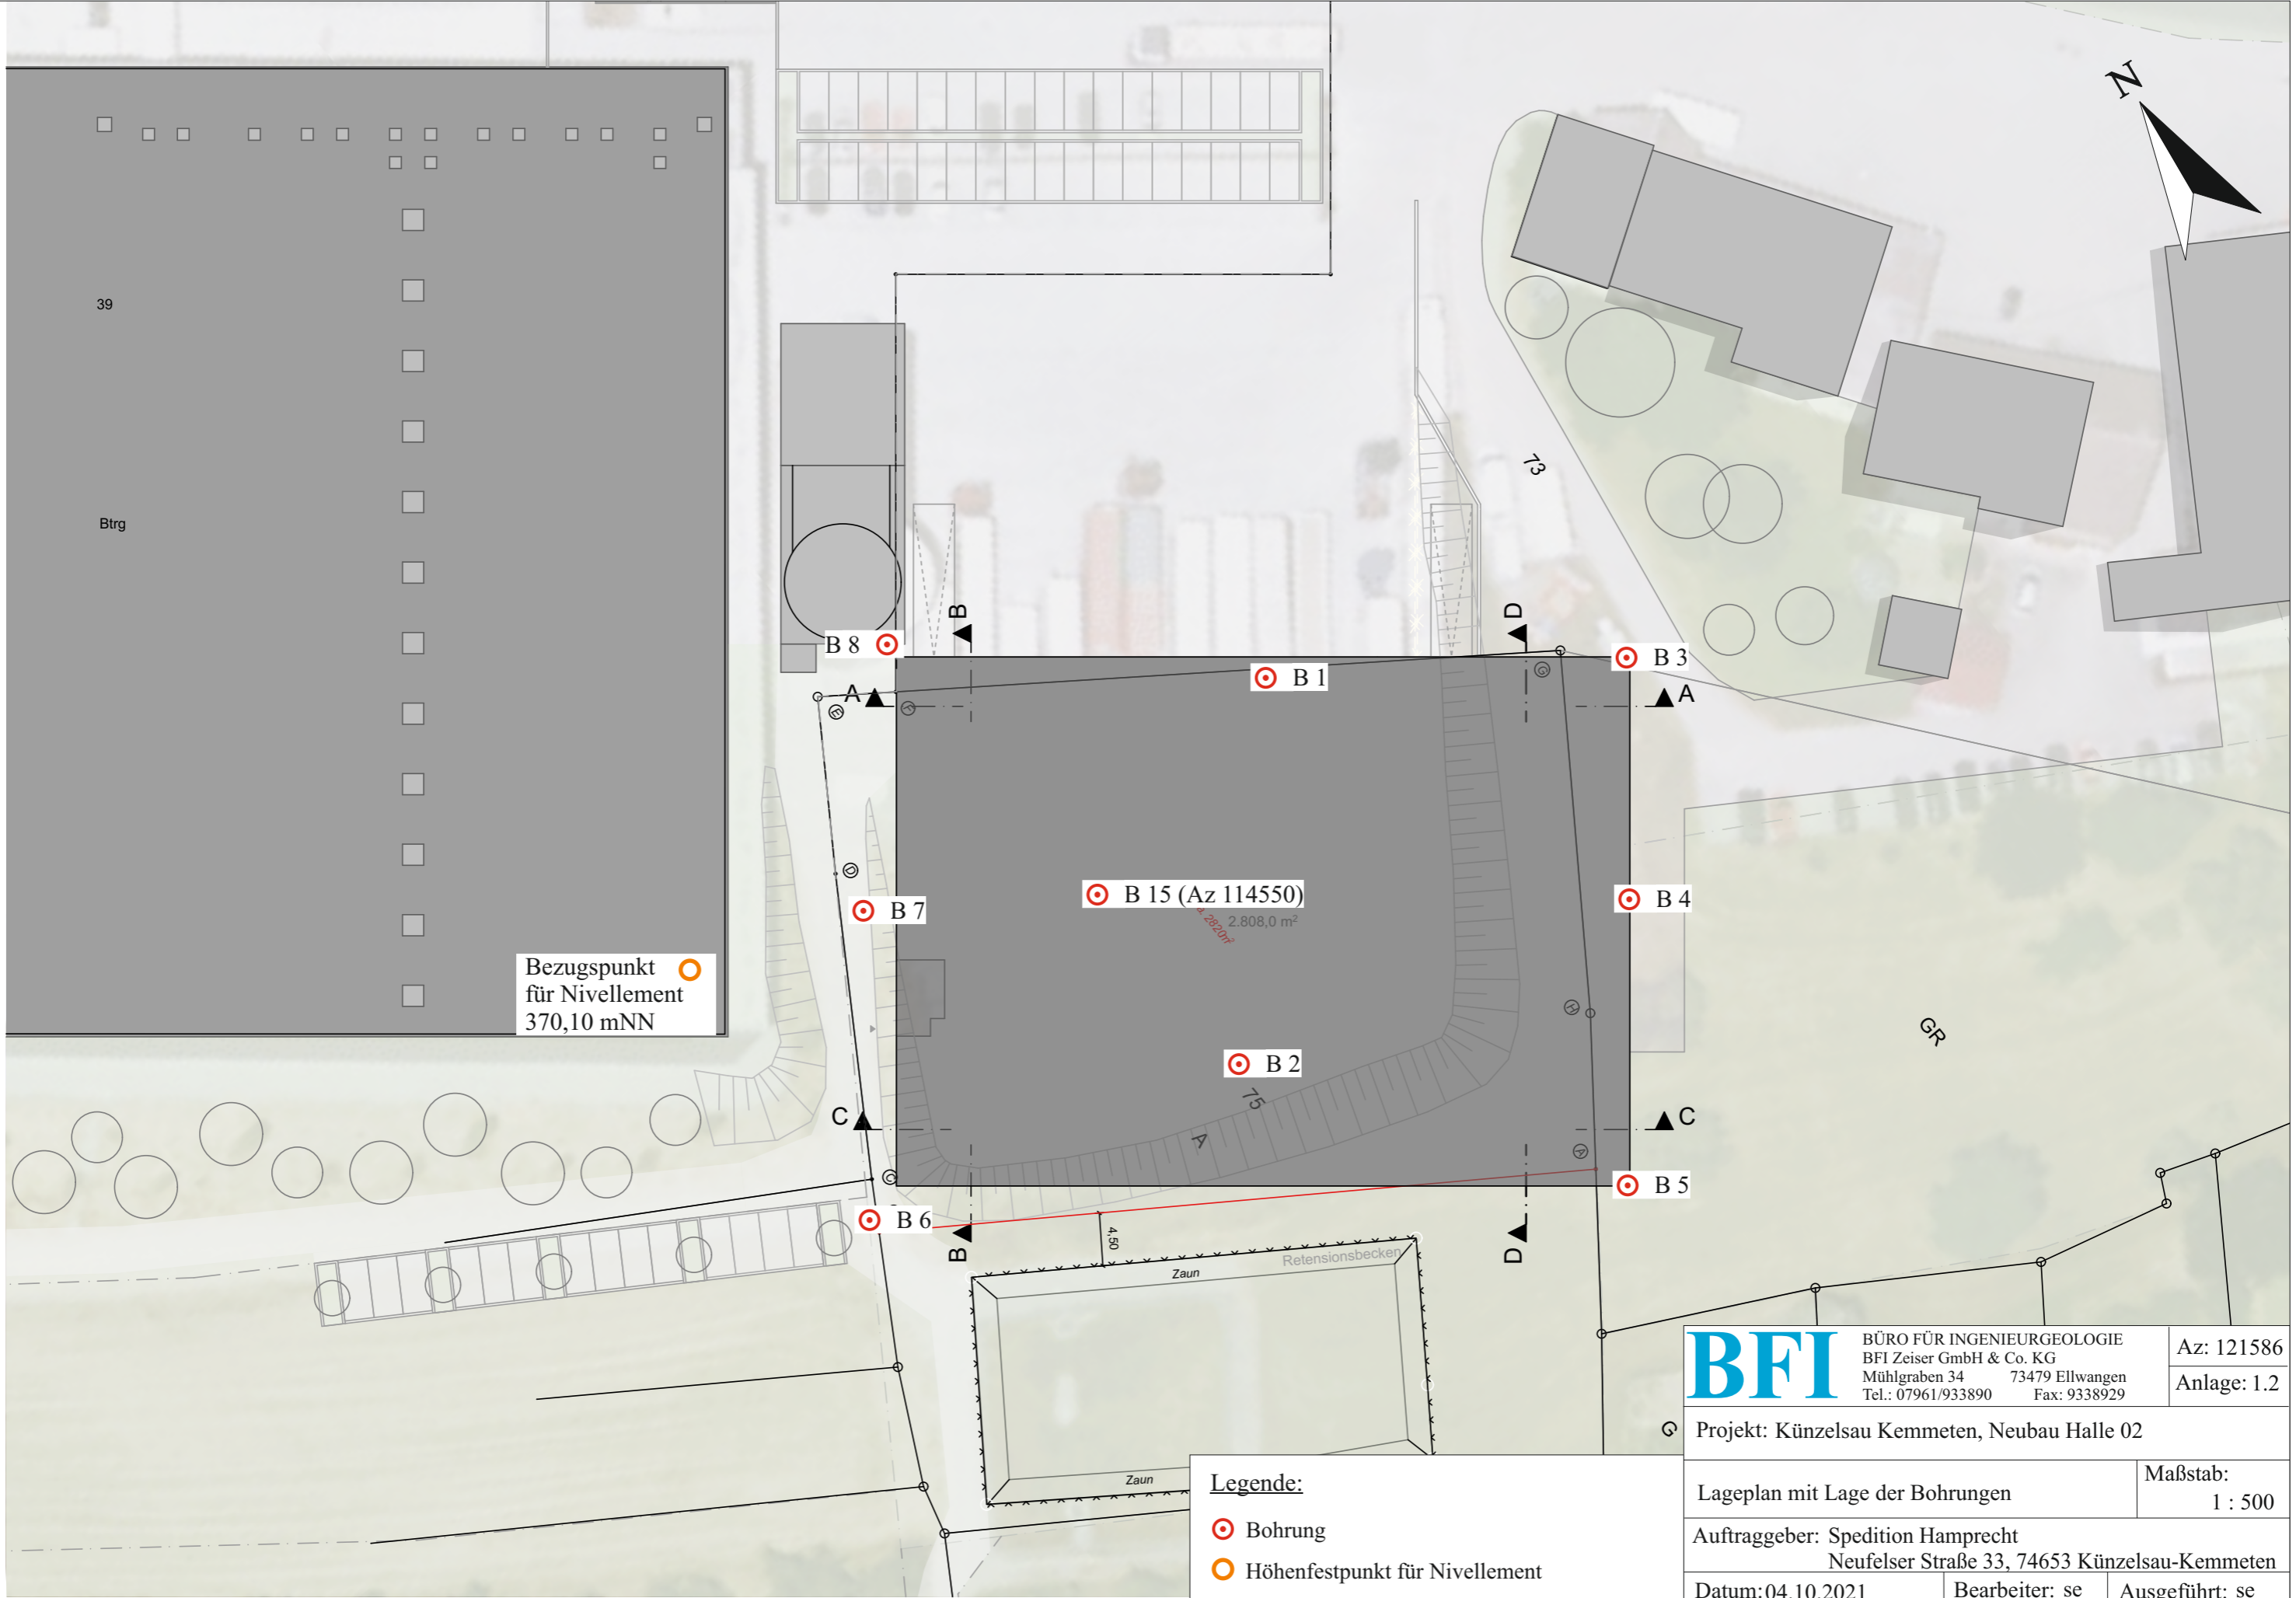 N
39
73
Btrg
B
D
B 8
B 3
B 1
G
A
A
E
F
D
B 15 (Az 114550)
B 4
B 7
2.808,0 m²
2820m²
Bezugspunkt
für Nivellement
370,10 mNN
H
GR
B 2
75
C
C
A
A
C
B 5
B 6
B
D
4,50
Retensionsbecken
Zaun
Zaun
G
Legende:
Bohrung
Höhenfestpunkt für Nivellement
BFI
BÜRO FÜR INGENIEURGEOLOGIE
BFI Zeiser GmbH & Co. KG
Mühlgraben 34 73479 Ellwangen
Tel.: 07961/933890 Fax: 9338929
Az: 121586
Anlage: 1.2
Projekt: Künzelsau Kemmeten, Neubau Halle 02
Lageplan mit Lage der Bohrungen
Maßstab:
1 : 500
Auftraggeber: Spedition Hamprecht
Neufelser Straße 33, 74653 Künzelsau-Kemmeten
Datum: 04.10.2021
Bearbeiter: se
Ausgeführt: se